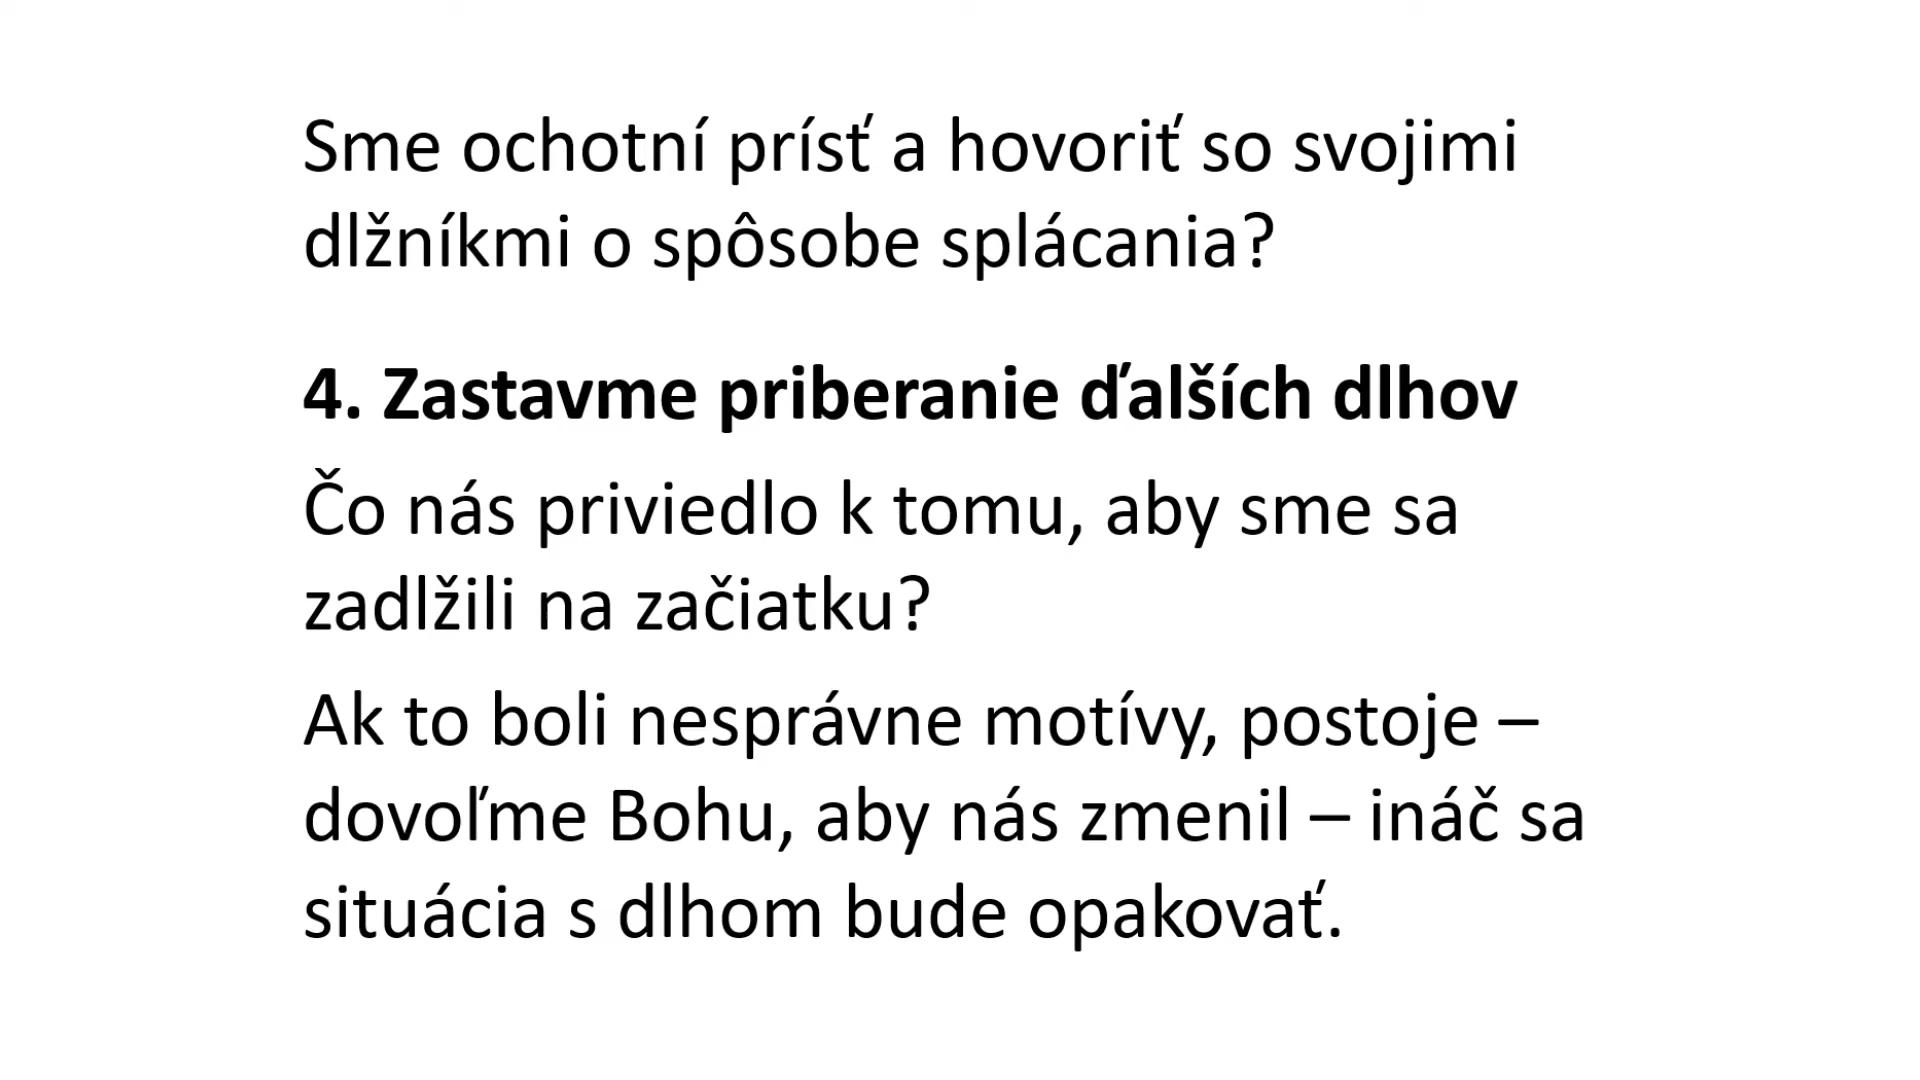 Sme ochotní prísť a hovoriť so svojimi
dlžníkmi o spôsobe splácania?
4. Zastavme priberanie ďalších dlhov
Čo nás priviedlo k tomu, aby sme sa
zadlžili na začiatku?
Ak to boli nesprávne motívy, postoje –
dovoľme Bohu, aby nás zmenil – ináč sa
situácia s dlhom bude opakovať.